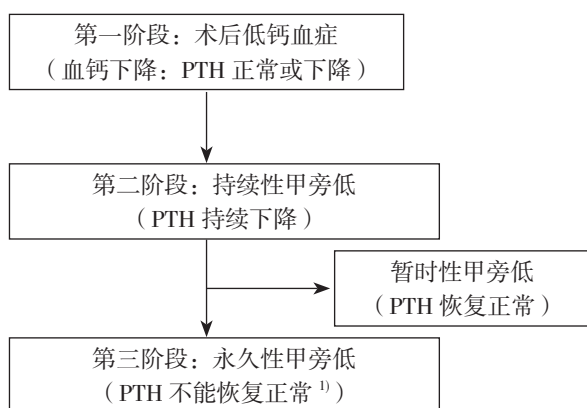 第一阶段：术后低钙血症
（血钙下降：PTH 正常或下降）
第二阶段：持续性甲旁低
（PTH 持续下降）
暂时性甲旁低
（PTH 恢复正常）
第三阶段：永久性甲旁低
（PTH 不能恢复正常 1)）